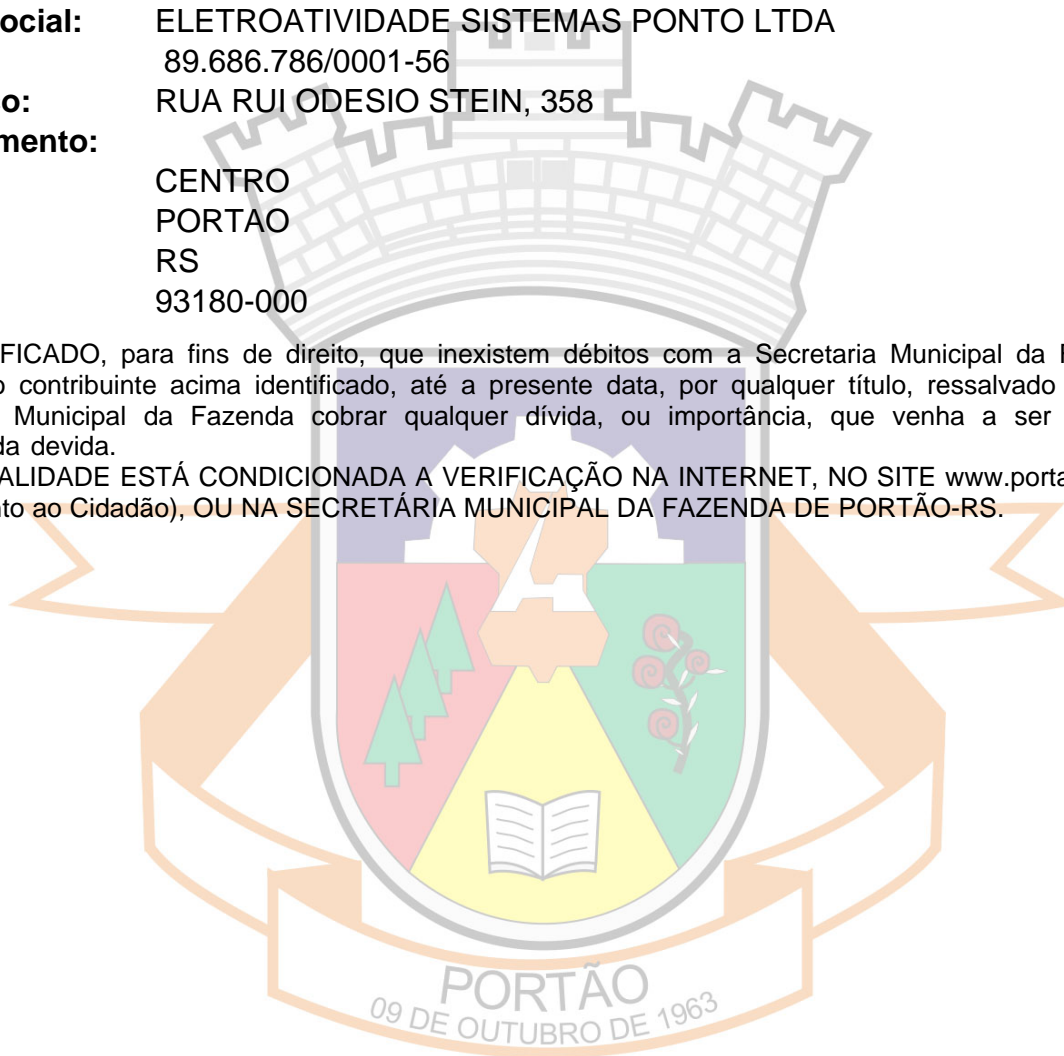 ocial: ELETROATIVIDADE SISTEMAS PONTO LTDA
89.686.786/0001-56
o: RUA RUI ODESIO STEIN, 358
mento:
CENTRO
PORTAO
RS
93180-000
FICADO, para fins de direito, que inexistem débitos com a Secretaria Municipal da
o contribuinte acima identificado, até a presente data, por qualquer título, ressalvado
Municipal da Fazenda cobrar qualquer dívida, ou importância, que venha a ser
da devida.
ALIDADE ESTÁ CONDICIONADA A VERIFICAÇÃO NA INTERNET, NO SITE www.porta
nto ao Cidadão), OU NA SECRETÁRIA MUNICIPAL DA FAZENDA DE PORTÃO-RS.
PORTÃO
09 DE OUTUBRO DE 1963